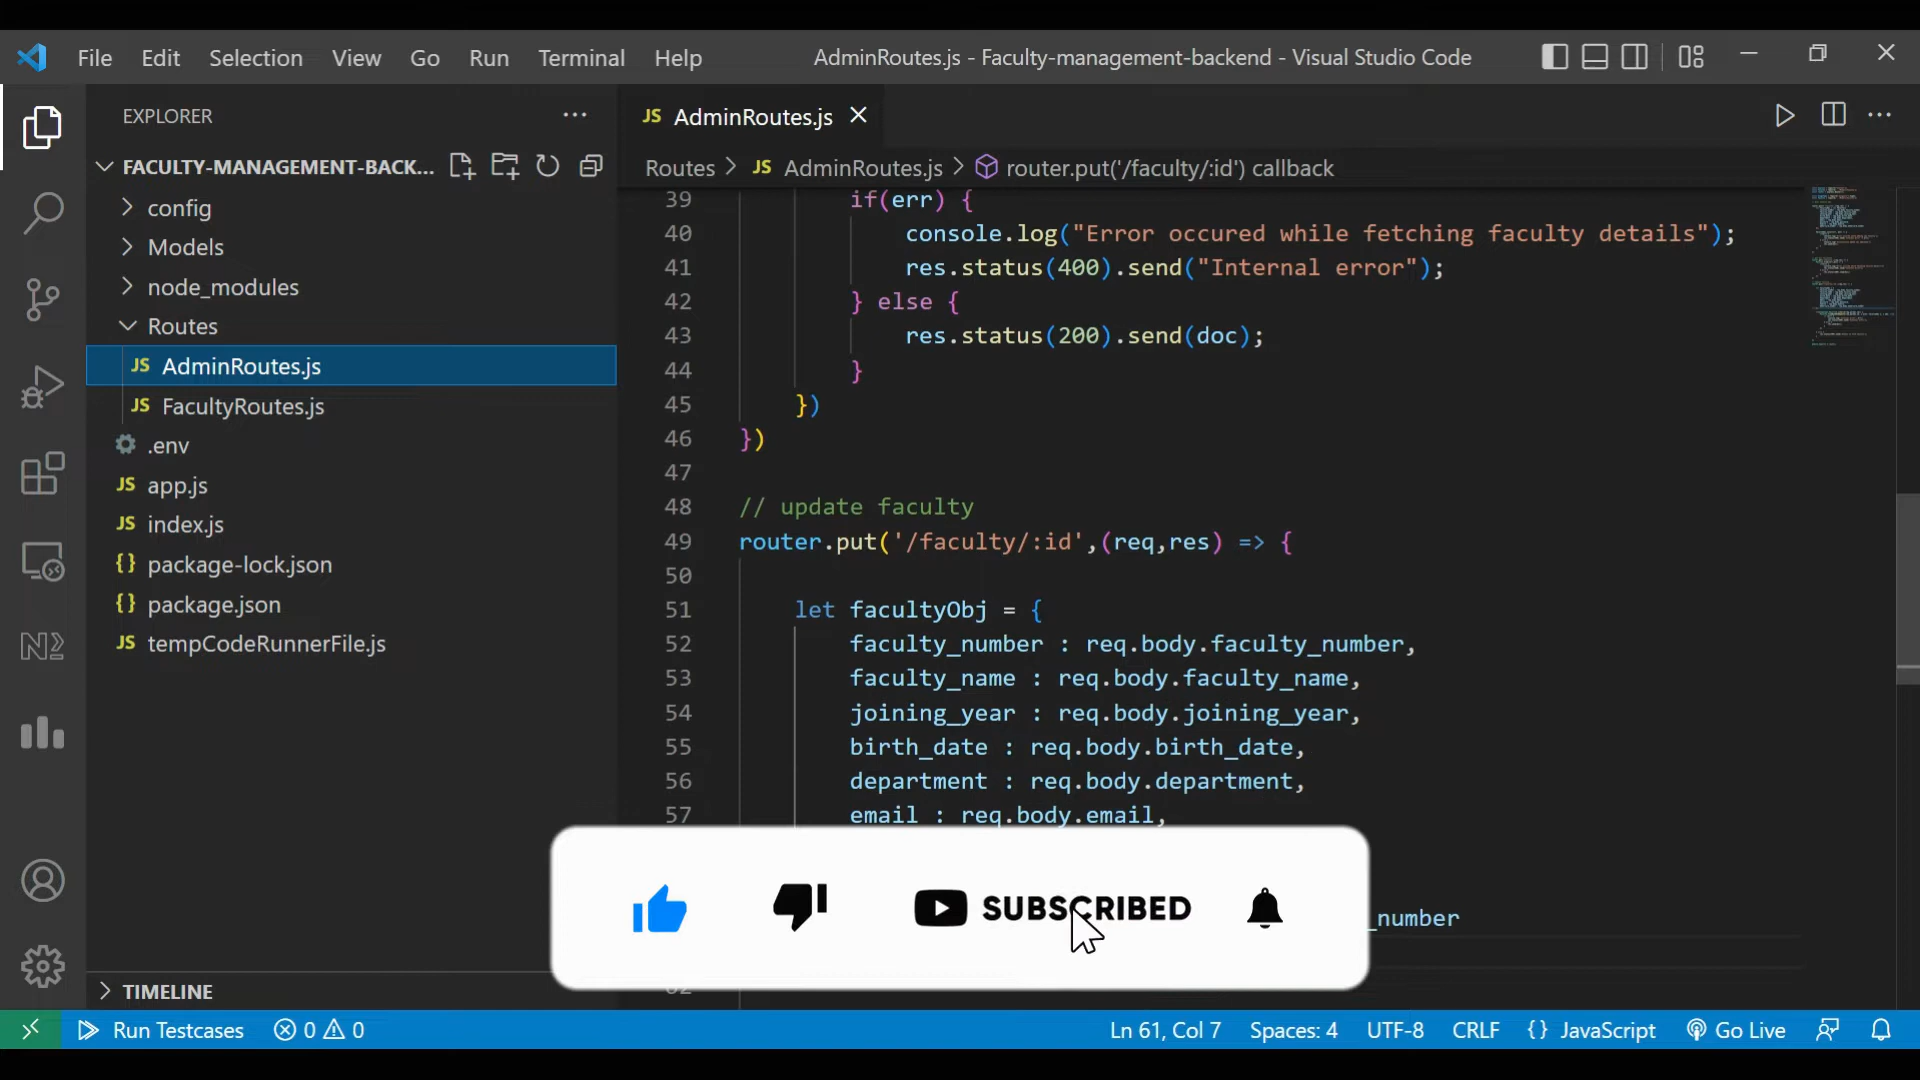 File Edit Selection View Go Run Terminal Help
AdminRoutes.js - Faculty-management-backend - Visual Studio Code
EXPLORER
FACULTY-MANAGEMENT-BACK...
config
Models
node_modules
Routes
JS AdminRoutes.js
JS FacultyRoutes.js
.env
JS app.js
JS index.js
{} package-lock.json
{} package.json
JS tempCodeRunnerFile.js
TIMELINE
JS AdminRoutes.js
Routes > JS AdminRoutes.js > router.put('/faculty/:id') callback
39 if(err) {
40 console.log("Error occured while fetching faculty details");
41 res.status(400).send("Internal error");
42 } else {
43 res.status(200).send(doc);
44 }
45 })
46 })
47
48 // update faculty
49 router.put('/faculty/:id',(req,res) => {
50
51 let facultyObj = {
52 faculty_number : req.body.faculty_number,
53 faculty_name : req.body.faculty_name,
54 joining_year : req.body.joining_year,
55 birth_date : req.body.birth_date,
56 department : req.body.department,
57 email : req.body.email,
_number
SUBSCRIBED
Run Testcases 0 0 Ln 61, Col 7 Spaces: 4 UTF-8 CRLF {} JavaScript Go Live